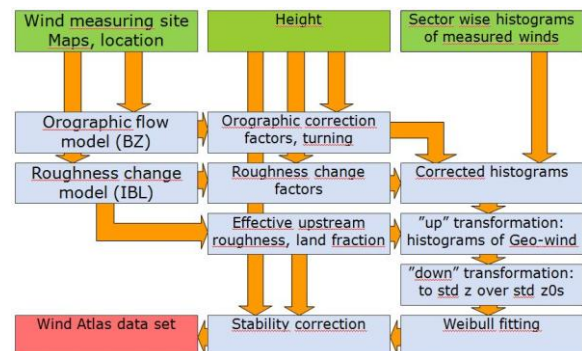 Wind measuring site
Maps, location
Height
Sector wise histograms
of measured winds
Orographic flow
model (BZ)
Orographic correction
factors, turning
Roughness change
model (IBL)
Roughness change
factors
Corrected histograms
Effective upstream
roughness, land fraction
”up” transformation:
histograms of Geo-wind
”down” transformation:
to std z over std z0s
Wind Atlas data set
Stability correction
Weibull fitting